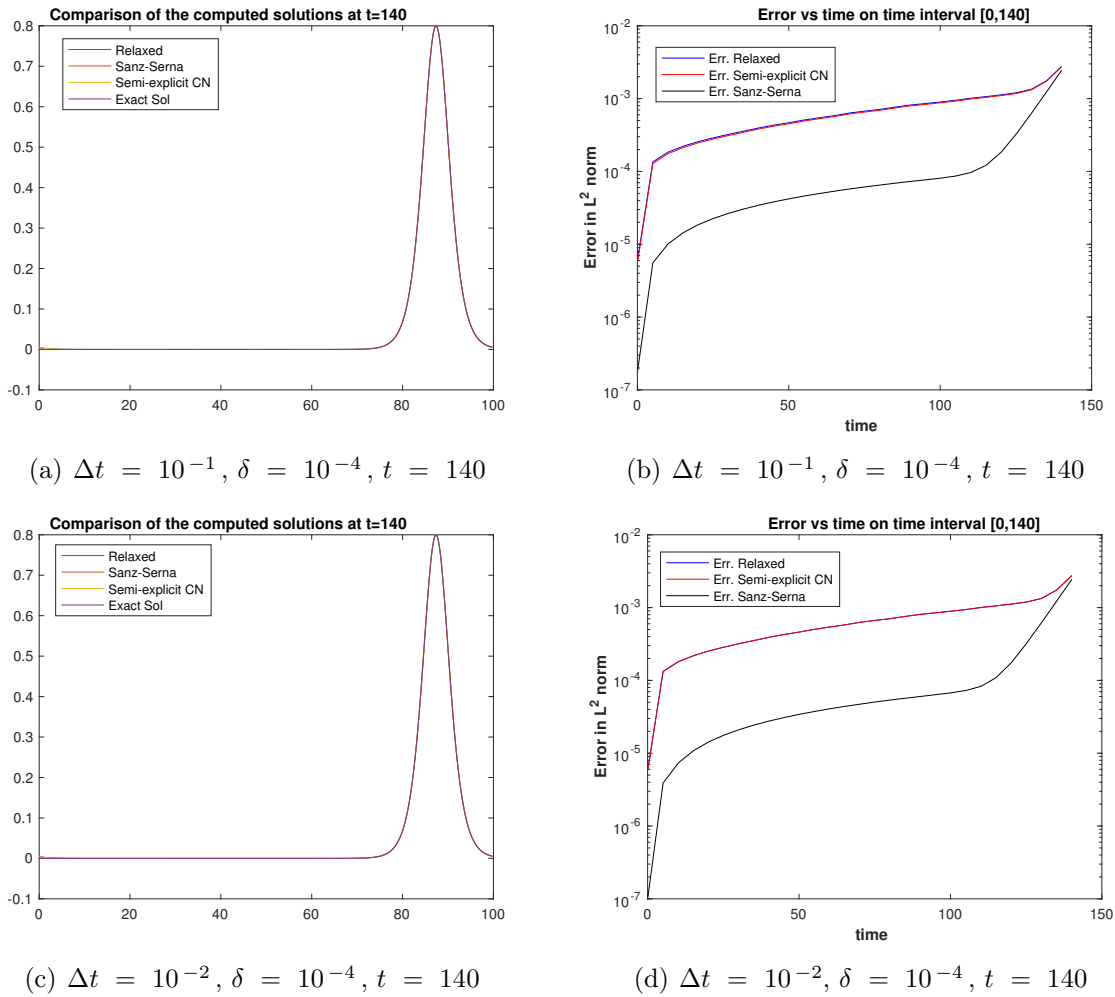 Comparison of the computed solutions at t=140
0.8
0.7
0.6
0.5
0.4
0.3
0.2
0.1
0
-0.1
0 20 40 60 80 100
Relaxed
Sanz-Serna
Semi-explicit CN
Exact Sol
(a) Δt = 10⁻¹, δ = 10⁻⁴, t = 140
Error vs time on time interval [0,140]
Error in L² norm
10⁻²
10⁻³
10⁻⁴
10⁻⁵
10⁻⁶
10⁻⁷
0 50 100 150
time
Err. Relaxed
Err. Semi-explicit CN
Err. Sanz-Serna
(b) Δt = 10⁻¹, δ = 10⁻⁴, t = 140
Comparison of the computed solutions at t=140
0.8
0.7
0.6
0.5
0.4
0.3
0.2
0.1
0
-0.1
0 20 40 60 80 100
Relaxed
Sanz-Serna
Semi-explicit CN
Exact Sol
(c) Δt = 10⁻², δ = 10⁻⁴, t = 140
Error vs time on time interval [0,140]
Error in L² norm
10⁻²
10⁻³
10⁻⁴
10⁻⁵
10⁻⁶
10⁻⁷
0 50 100 150
time
Err. Relaxed
Err. Semi-explicit CN
Err. Sanz-Serna
(d) Δt = 10⁻², δ = 10⁻⁴, t = 140